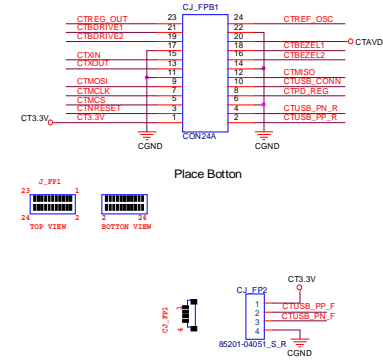 CJ_FPB1
CTREG_OUT 23 24 CTREF_OSC
CTBDRIVE1 21 22
CTBDRIVE2 19 20 CTAVD
17 18 CTBEZEL1
CTXIN 15 16 CTBEZEL2
CTXOUT 13 14
11 12 CTMISO
CTMOSI 9 10 CTUSB_CONN
CTMCLK 7 8 CTPD_REG
CTMCS 5 6
CTNRESET 3 4 CTUSB_PN_R
CT3.3V CT3.3V 1 2 CTUSB_PP_R
CON24A
CGND CGND
Place Botton
J_FP1
23 1
24 2 2 24
TOP VIEW BOTTON VIEW
CT3.3V
CJ_FP2
CJ_FP1
1
4
1
2 CTUSB_PP_F
3 CTUSB_PN_F
4
85201-04051_S_R
CGND